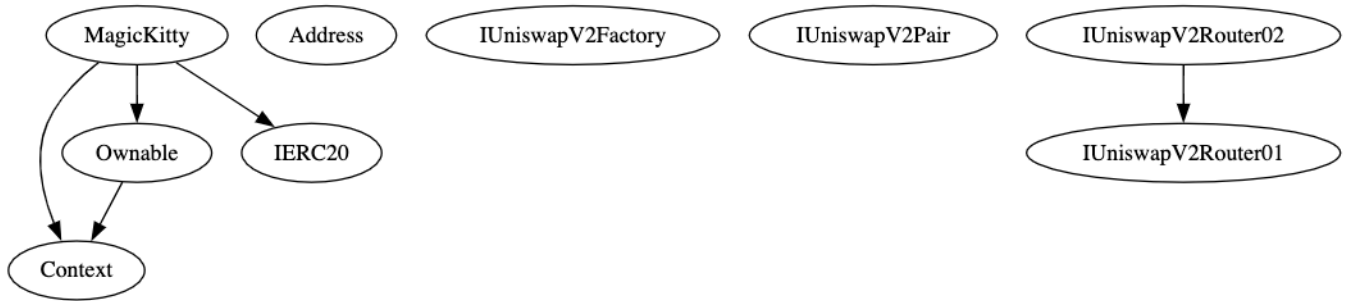 MagicKitty
Address
IUniswapV2Factory
IUniswapV2Pair
IUniswapV2Router02
Ownable
IERC20
IUniswapV2Router01
Context